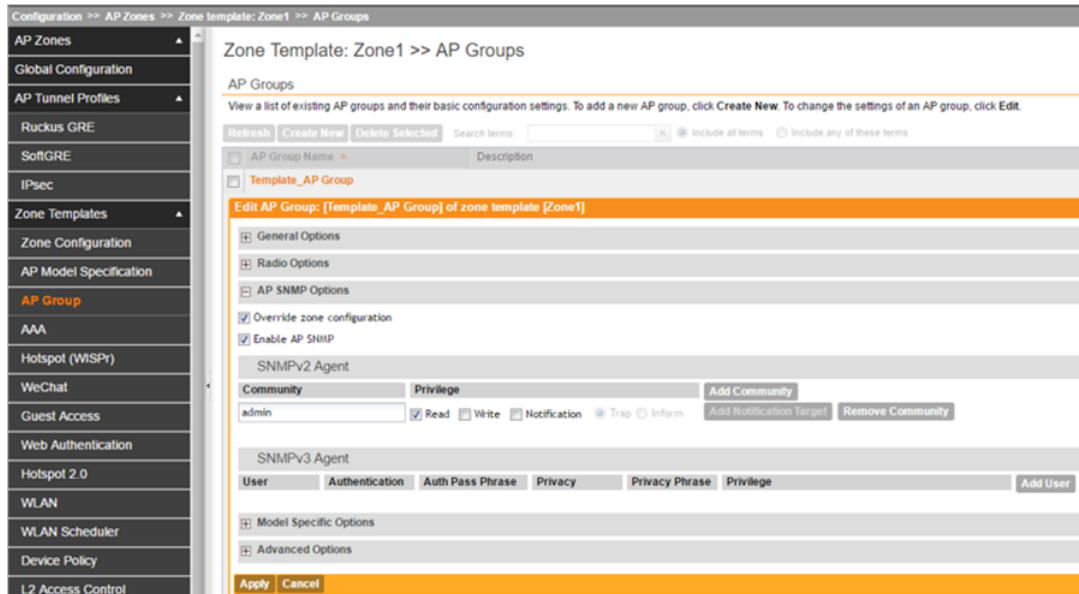 Configuration >> AP Zones >> Zone template: Zone1 >> AP Groups
AP Zones
Global Configuration
AP Tunnel Profiles
Ruckus GRE
SoftGRE
IPsec
Zone Templates
Zone Configuration
AP Model Specification
AP Group
AAA
Hotspot (WISPr)
WeChat
Guest Access
Web Authentication
Hotspot 2.0
WLAN
WLAN Scheduler
Device Policy
L2 Access Control
Zone Template: Zone1 >> AP Groups
AP Groups
View a list of existing AP groups and their basic configuration settings. To add a new AP group, click Create New. To change the settings of an AP group, click Edit.
Refresh Create New Delete Selected Search terms: x Include all terms Include any of these terms
AP Group Name Description
Template_AP Group
Edit AP Group: [Template_AP Group] of zone template [Zone1]
General Options
Radio Options
AP SNMP Options
Override zone configuration
Enable AP SNMP
SNMPv2 Agent
Community Privilege Add Community
admin Read Write Notification Trap Inform Add Notification Target Remove Community
SNMPv3 Agent
User Authentication Auth Pass Phrase Privacy Privacy Phrase Privilege Add User
Model Specific Options
Advanced Options
Apply Cancel